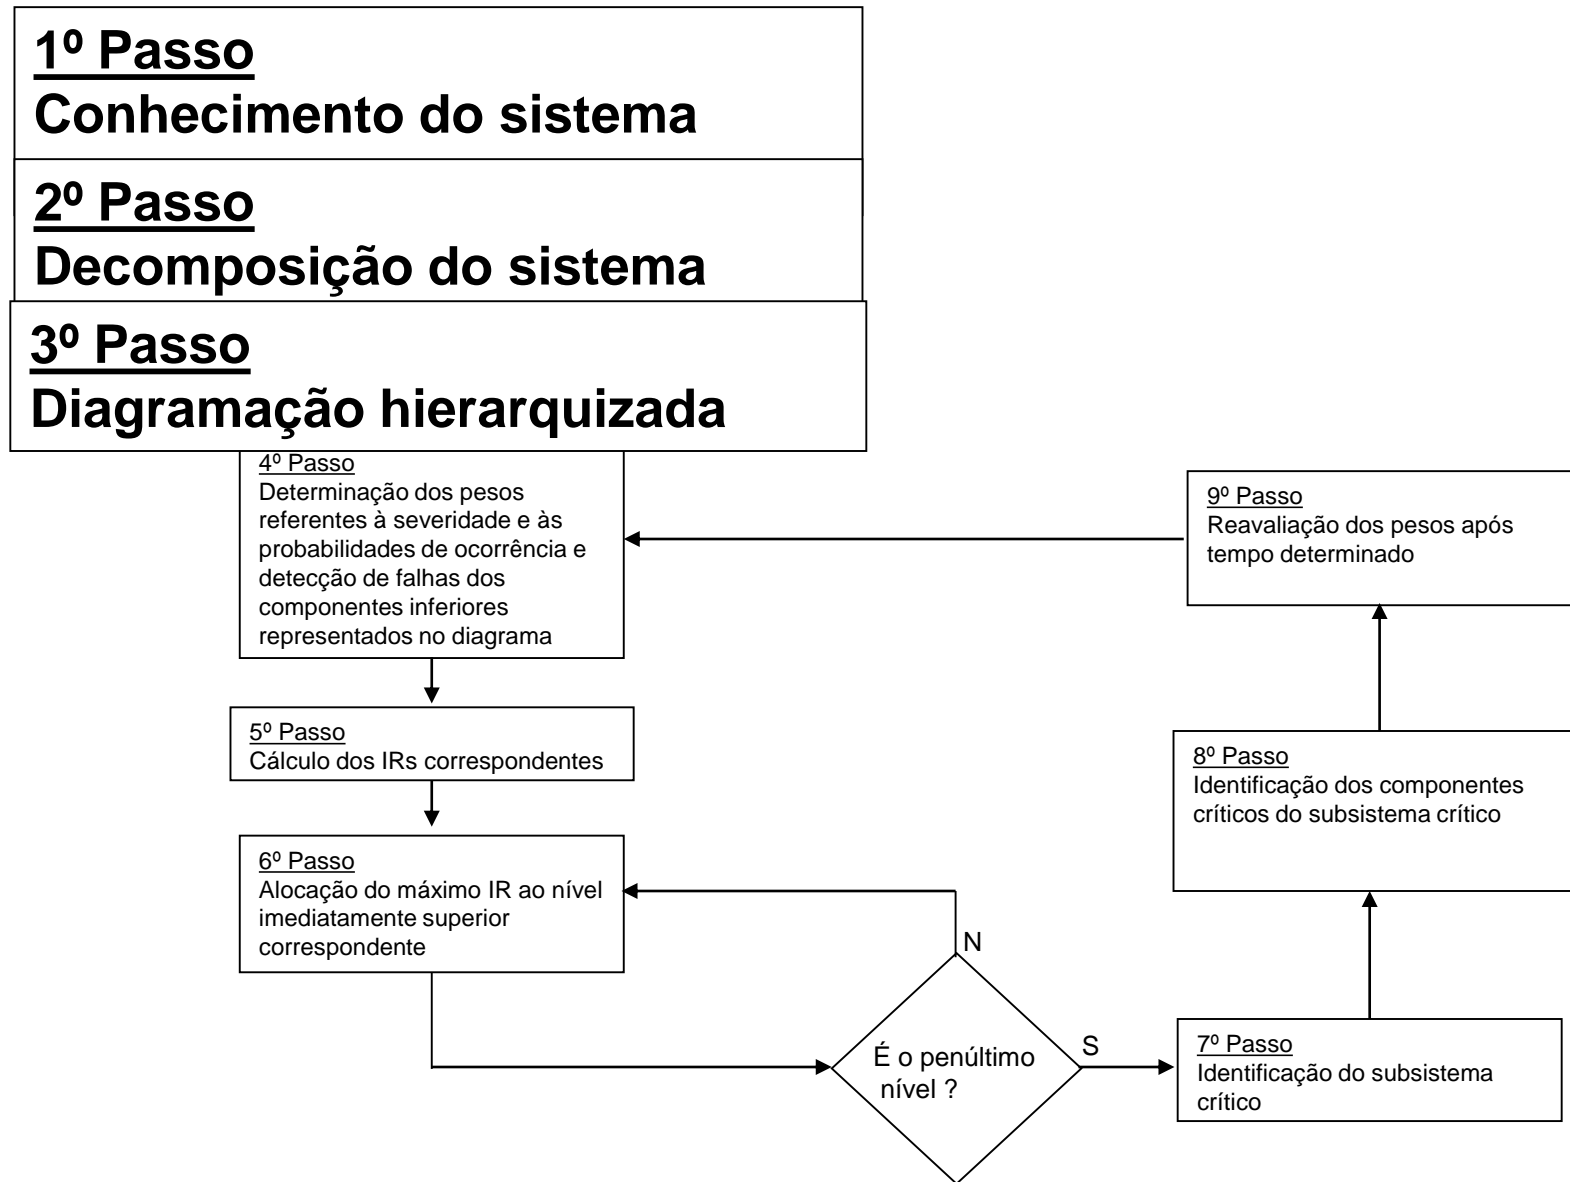 1º Passo
Conhecimento do sistema
2º Passo
Decomposição do sistema
3º Passo
Diagramação hierarquizada
4º Passo
Determinação dos pesos
referentes à severidade e às
probabilidades de ocorrência e
detecção de falhas dos
componentes inferiores
representados no diagrama
5º Passo
Cálculo dos IRs correspondentes
6º Passo
Alocação do máximo IR ao nível
imediatamente superior
correspondente
N
É o penúltimo
nível ?
S
7º Passo
Identificação do subsistema
crítico
8º Passo
Identificação dos componentes
críticos do subsistema crítico
9º Passo
Reavaliação dos pesos após
tempo determinado